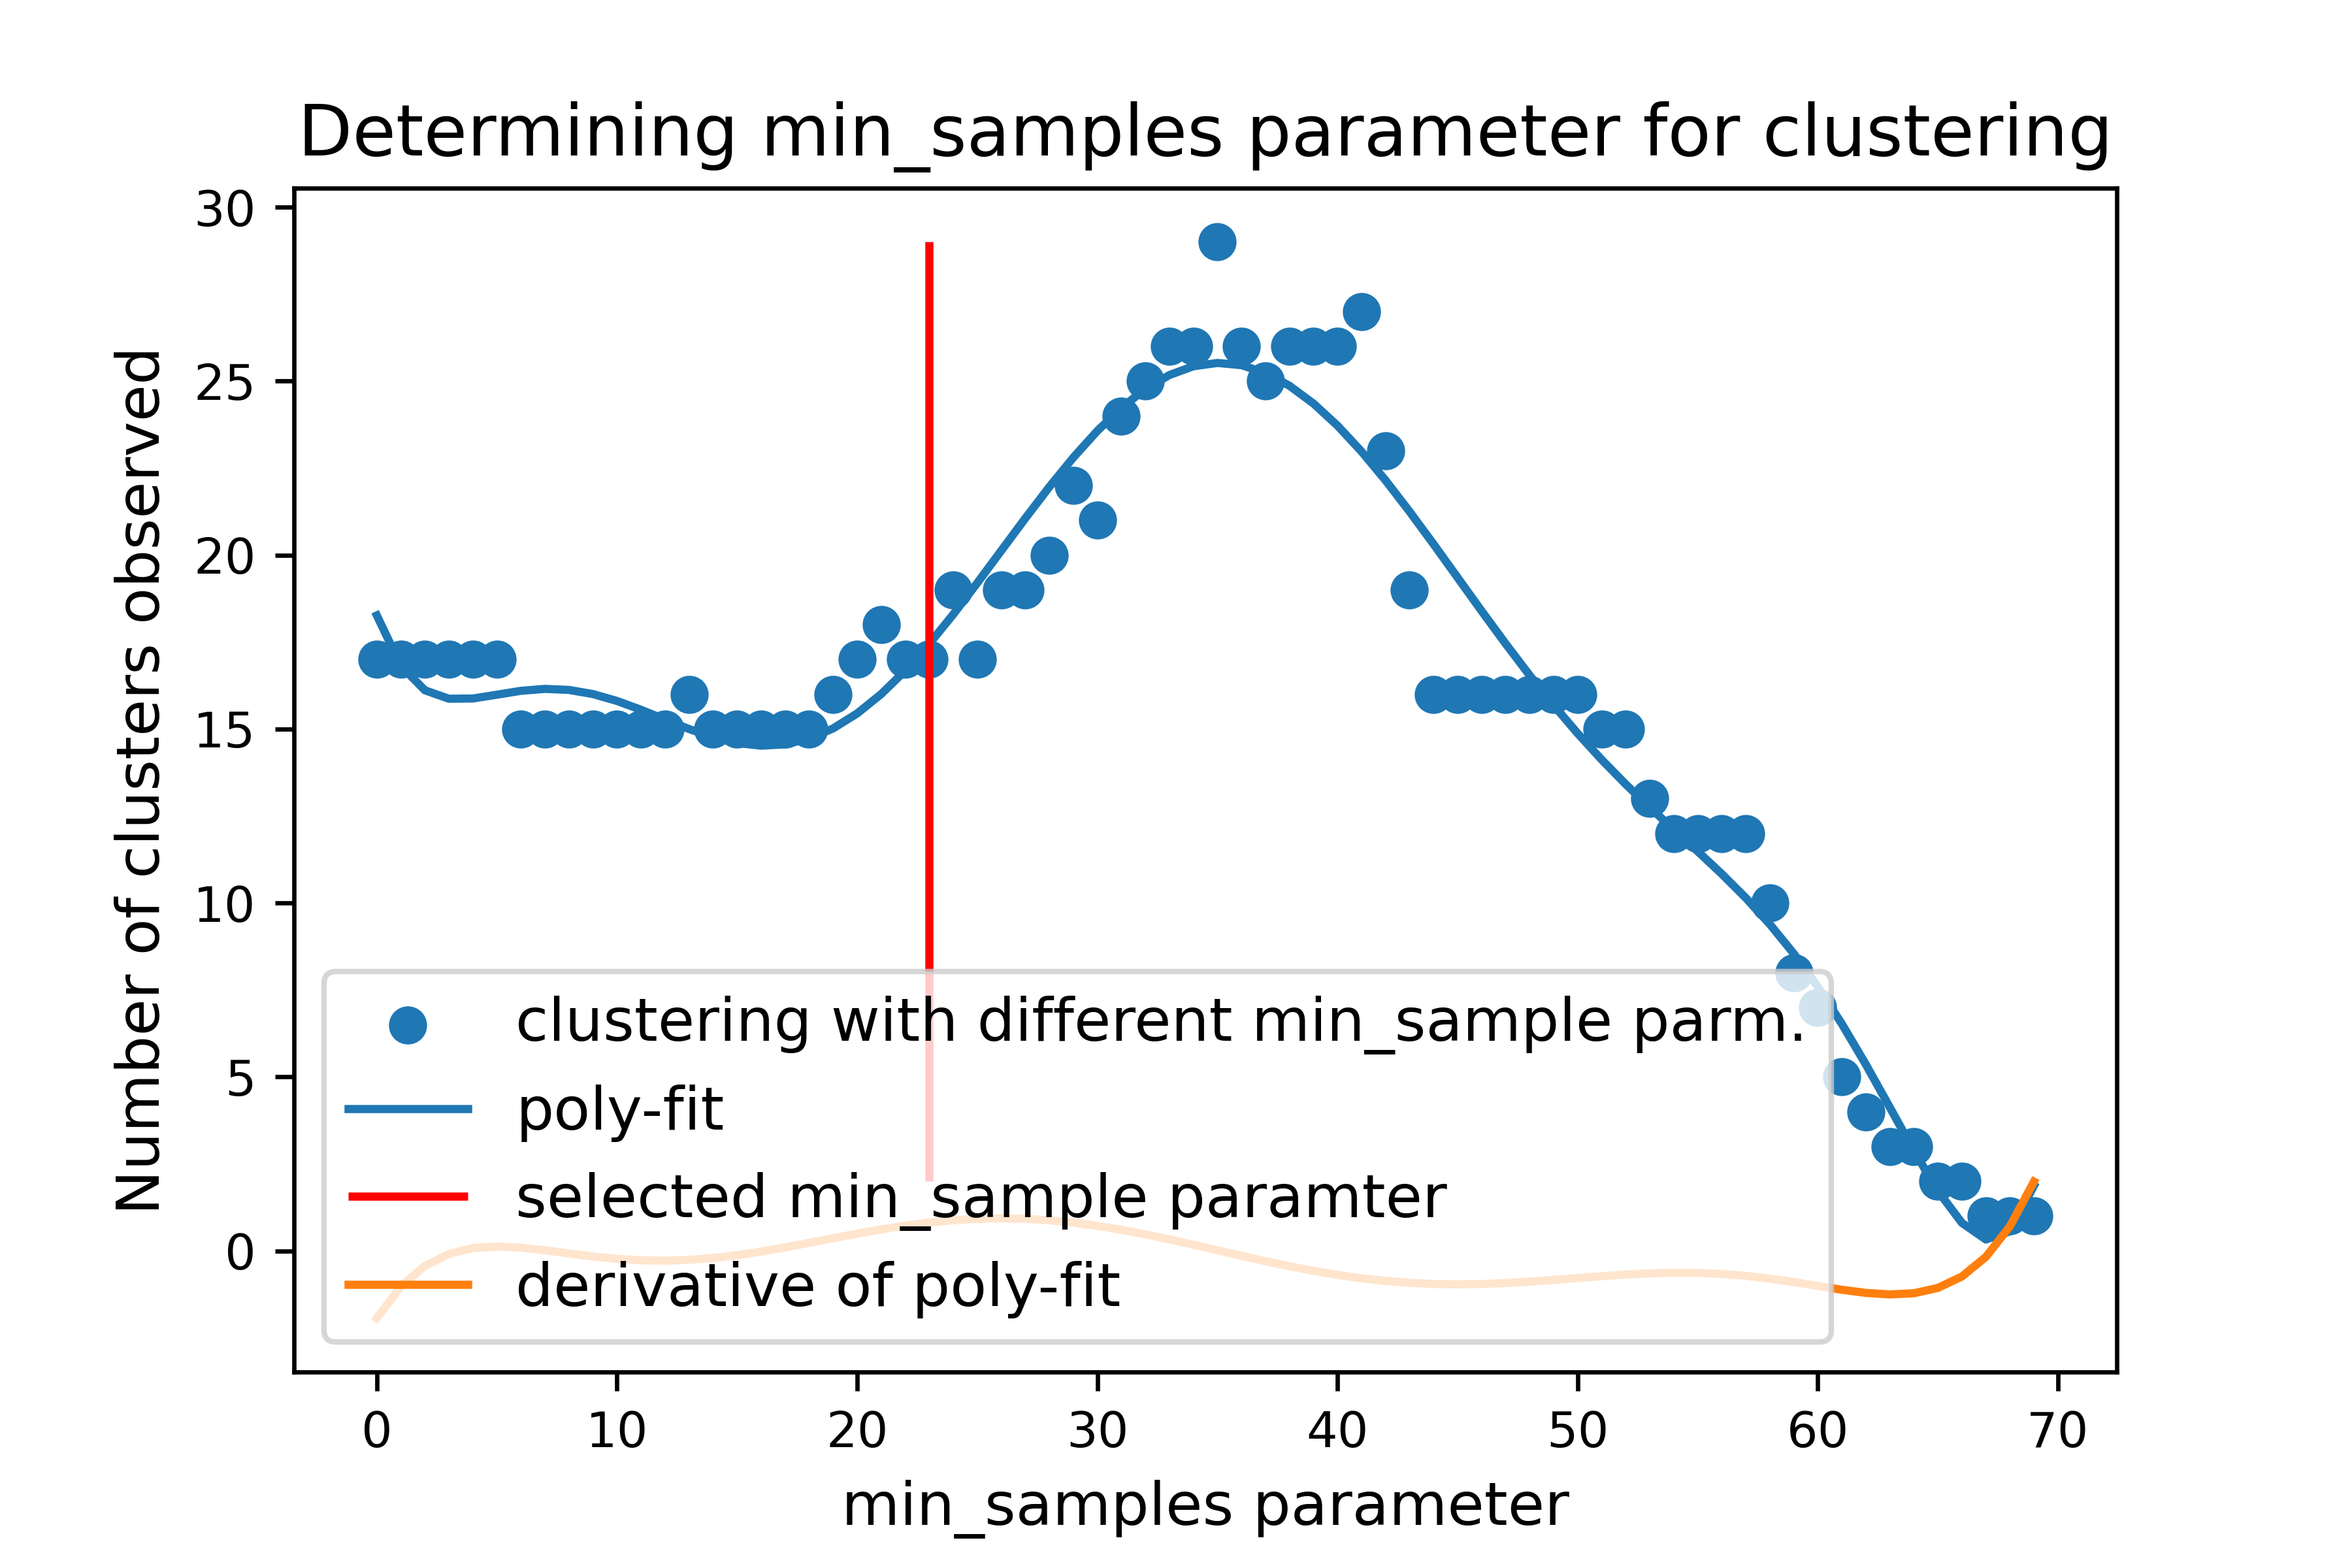 Determining min_samples parameter for clustering
30
25
20
15
10
5
0
Number of clusters observed
clustering with different min_sample parm.
poly-fit
selected min_sample paramter
derivative of poly-fit
0 10 20 30 40 50 60 70
min_samples parameter